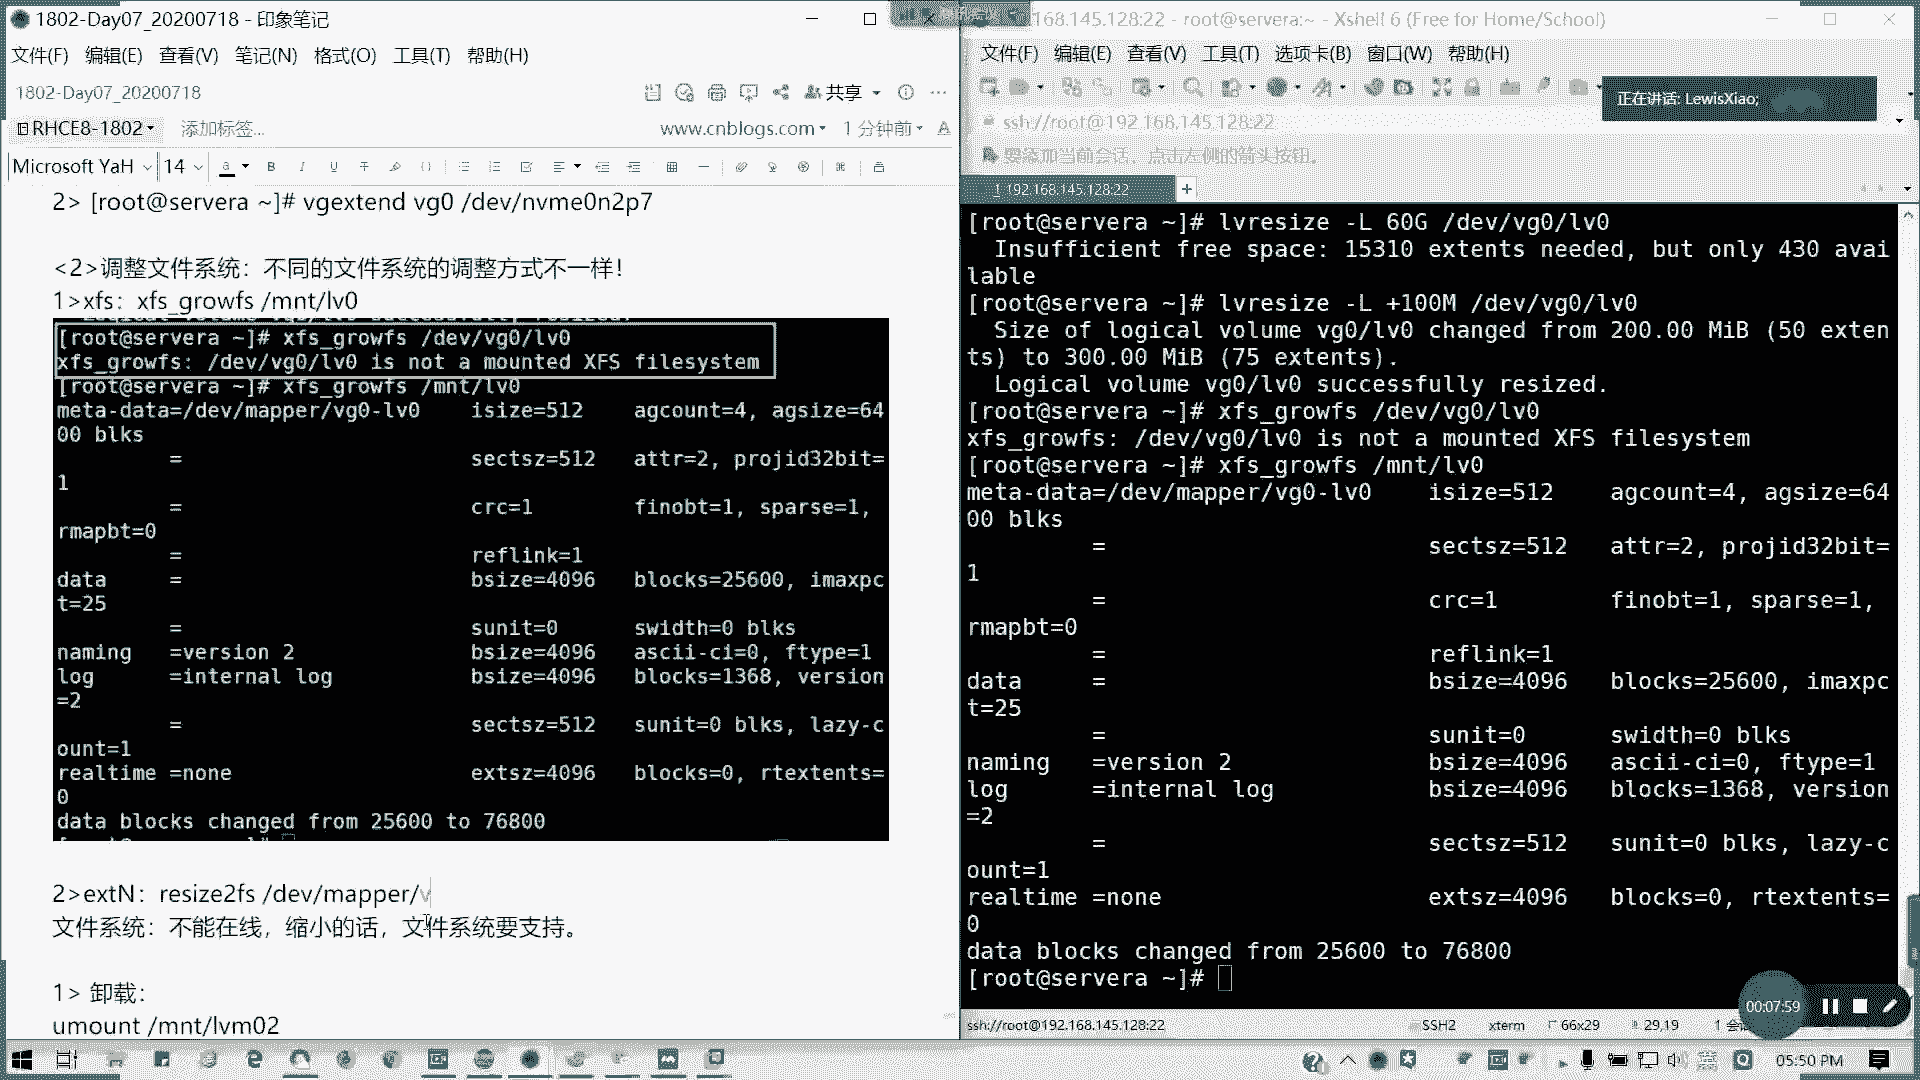 1802-Day07_20200718 - 印象笔记
文件(F) 编辑(E) 查看(V) 笔记(N) 格式(O) 工具(T) 帮助(H)
1802-Day07_20200718
共享
RHCE8-1802 添加标签...
www.cnblogs.com 1 分钟前
Microsoft YaH 14
2> [root@servera ~]# vgextend vg0 /dev/nvme0n2p7
<2>调整文件系统：不同的文件系统的调整方式不一样！
1>xfs：xfs_growfs /mnt/lv0
[root@servera ~]# xfs_growfs /dev/vg0/lv0
xfs_growfs: /dev/vg0/lv0 is not a mounted XFS filesystem
[root@servera ~]# xfs_growfs /mnt/lv0
meta-data=/dev/mapper/vg0-lv0 isize=512 agcount=4, agsize=64
00 blks
= sectsz=512 attr=2, projid32bit=
1
= crc=1 finobt=1, sparse=1,
rmapbt=0
= reflink=1
data = bsize=4096 blocks=25600, imaxpc
t=25
= sunit=0 swidth=0 blks
naming =version 2 bsize=4096 ascii-ci=0, ftype=1
log =internal log bsize=4096 blocks=1368, version
=2
= sectsz=512 sunit=0 blks, lazy-c
ount=1
realtime =none extsz=4096 blocks=0, rtextents=
0
data blocks changed from 25600 to 76800
2>extN：resize2fs /dev/mapper/v
文件系统：不能在线，缩小的话，文件系统要支持。
1> 卸载：
umount /mnt/lvm02
168.145.128:22 - root@servera:~ - Xshell 6 (Free for Home/School)
文件(F) 编辑(E) 查看(V) 工具(T) 选项卡(B) 窗口(W) 帮助(H)
正在讲话: LewisXiao;
ssh://root@192.168.145.128:22
要添加当前会话，点击左侧的箭头按钮。
1 192.168.145.128:22 +
[root@servera ~]# lvresize -L 60G /dev/vg0/lv0
Insufficient free space: 15310 extents needed, but only 430 avai
lable
[root@servera ~]# lvresize -L +100M /dev/vg0/lv0
Size of logical volume vg0/lv0 changed from 200.00 MiB (50 exten
ts) to 300.00 MiB (75 extents).
Logical volume vg0/lv0 successfully resized.
[root@servera ~]# xfs_growfs /dev/vg0/lv0
xfs_growfs: /dev/vg0/lv0 is not a mounted XFS filesystem
[root@servera ~]# xfs_growfs /mnt/lv0
meta-data=/dev/mapper/vg0-lv0 isize=512 agcount=4, agsize=64
00 blks
= sectsz=512 attr=2, projid32bit=
1
= crc=1 finobt=1, sparse=1,
rmapbt=0
= reflink=1
data = bsize=4096 blocks=25600, imaxpc
t=25
= sunit=0 swidth=0 blks
naming =version 2 bsize=4096 ascii-ci=0, ftype=1
log =internal log bsize=4096 blocks=1368, version
=2
= sectsz=512 sunit=0 blks, lazy-c
ount=1
realtime =none extsz=4096 blocks=0, rtextents=
0
data blocks changed from 25600 to 76800
[root@servera ~]#
00:07:59
ssh://root@192.168.145.128:22 SSH2 xterm 66x29 29,19
05:50 PM